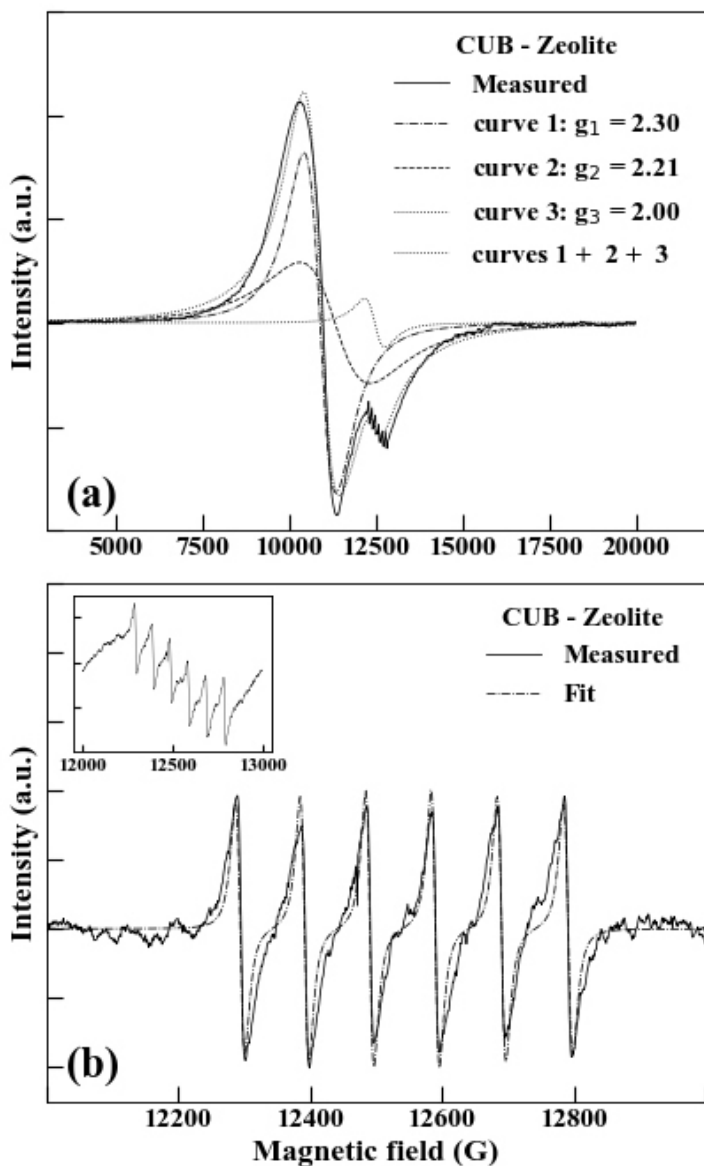 CUB - Zeolite
Measured
curve 1: g₁ = 2.30
curve 2: g₂ = 2.21
curve 3: g₃ = 2.00
curves 1 + 2 + 3
Intensity (a.u.)
(a)
5000 7500 10000 12500 15000 17500 20000
CUB - Zeolite
Measured
Fit
12000 12500 13000
Intensity (a.u.)
(b)
12200 12400 12600 12800
Magnetic field (G)